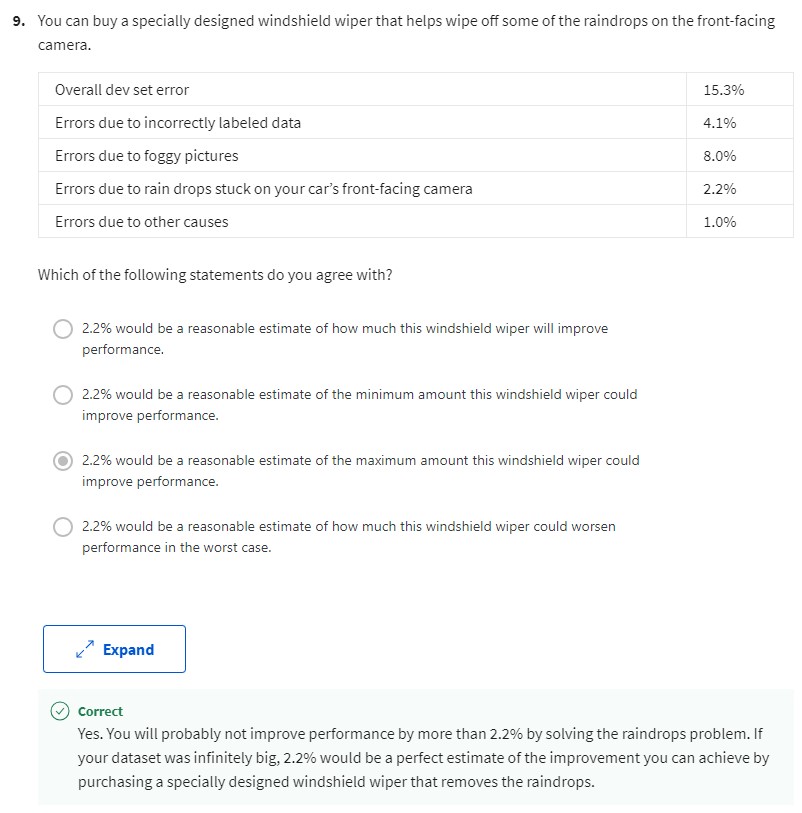 9. You can buy a specially designed windshield wiper that helps wipe off some of the raindrops on the front-facing
camera.
Overall dev set error 15.3%
Errors due to incorrectly labeled data 4.1%
Errors due to foggy pictures 8.0%
Errors due to rain drops stuck on your car's front-facing camera 2.2%
Errors due to other causes 1.0%
Which of the following statements do you agree with?
2.2% would be a reasonable estimate of how much this windshield wiper will improve
performance.
2.2% would be a reasonable estimate of the minimum amount this windshield wiper could
improve performance.
2.2% would be a reasonable estimate of the maximum amount this windshield wiper could
improve performance.
2.2% would be a reasonable estimate of how much this windshield wiper could worsen
performance in the worst case.
Expand
Correct
Yes. You will probably not improve performance by more than 2.2% by solving the raindrops problem. If
your dataset was infinitely big, 2.2% would be a perfect estimate of the improvement you can achieve by
purchasing a specially designed windshield wiper that removes the raindrops.